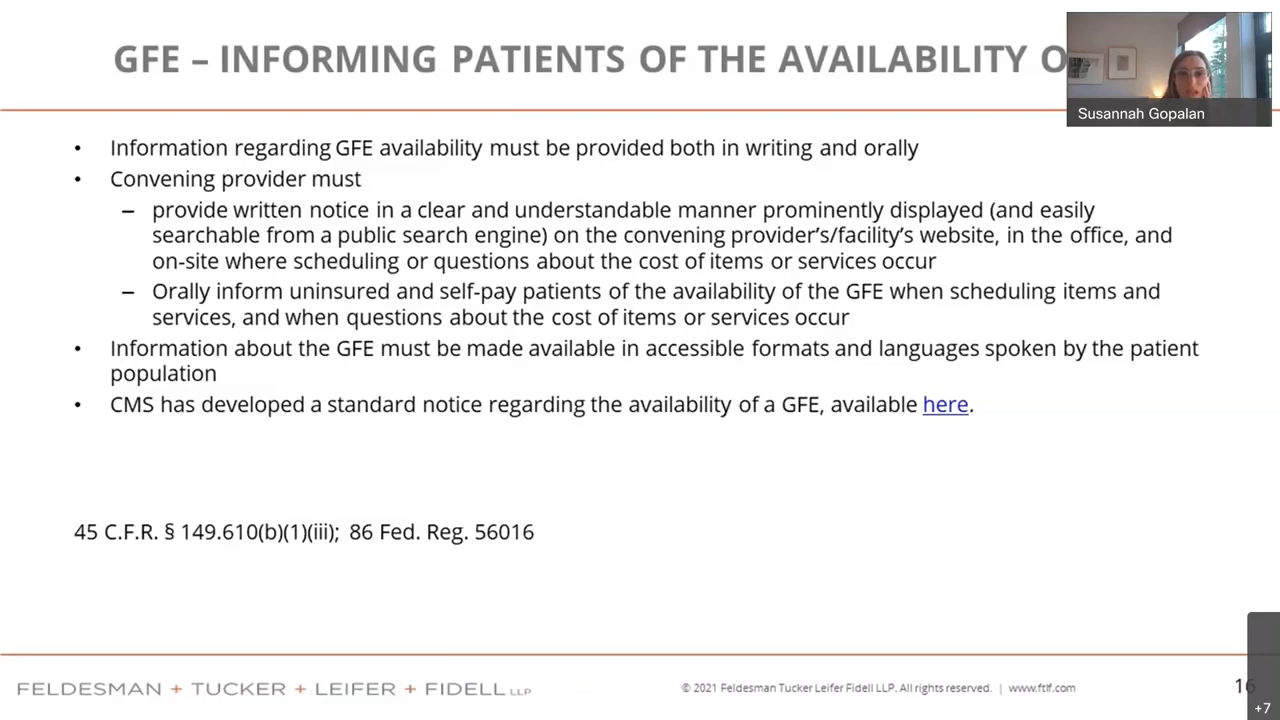 GFE – INFORMING PATIENTS OF THE AVAILABILITY O
Susannah Gopalan
• Information regarding GFE availability must be provided both in writing and orally
• Convening provider must
– provide written notice in a clear and understandable manner prominently displayed (and easily
searchable from a public search engine) on the convening provider’s/facility’s website, in the office, and
on-site where scheduling or questions about the cost of items or services occur
– Orally inform uninsured and self-pay patients of the availability of the GFE when scheduling items and
services, and when questions about the cost of items or services occur
• Information about the GFE must be made available in accessible formats and languages spoken by the patient
population
• CMS has developed a standard notice regarding the availability of a GFE, available here.
45 C.F.R. § 149.610(b)(1)(iii); 86 Fed. Reg. 56016
FELDESMAN + TUCKER + LEIFER + FIDELL LLP
© 2021 Feldesman Tucker Leifer Fidell LLP. All rights reserved. | www.ftlf.com
16
+7